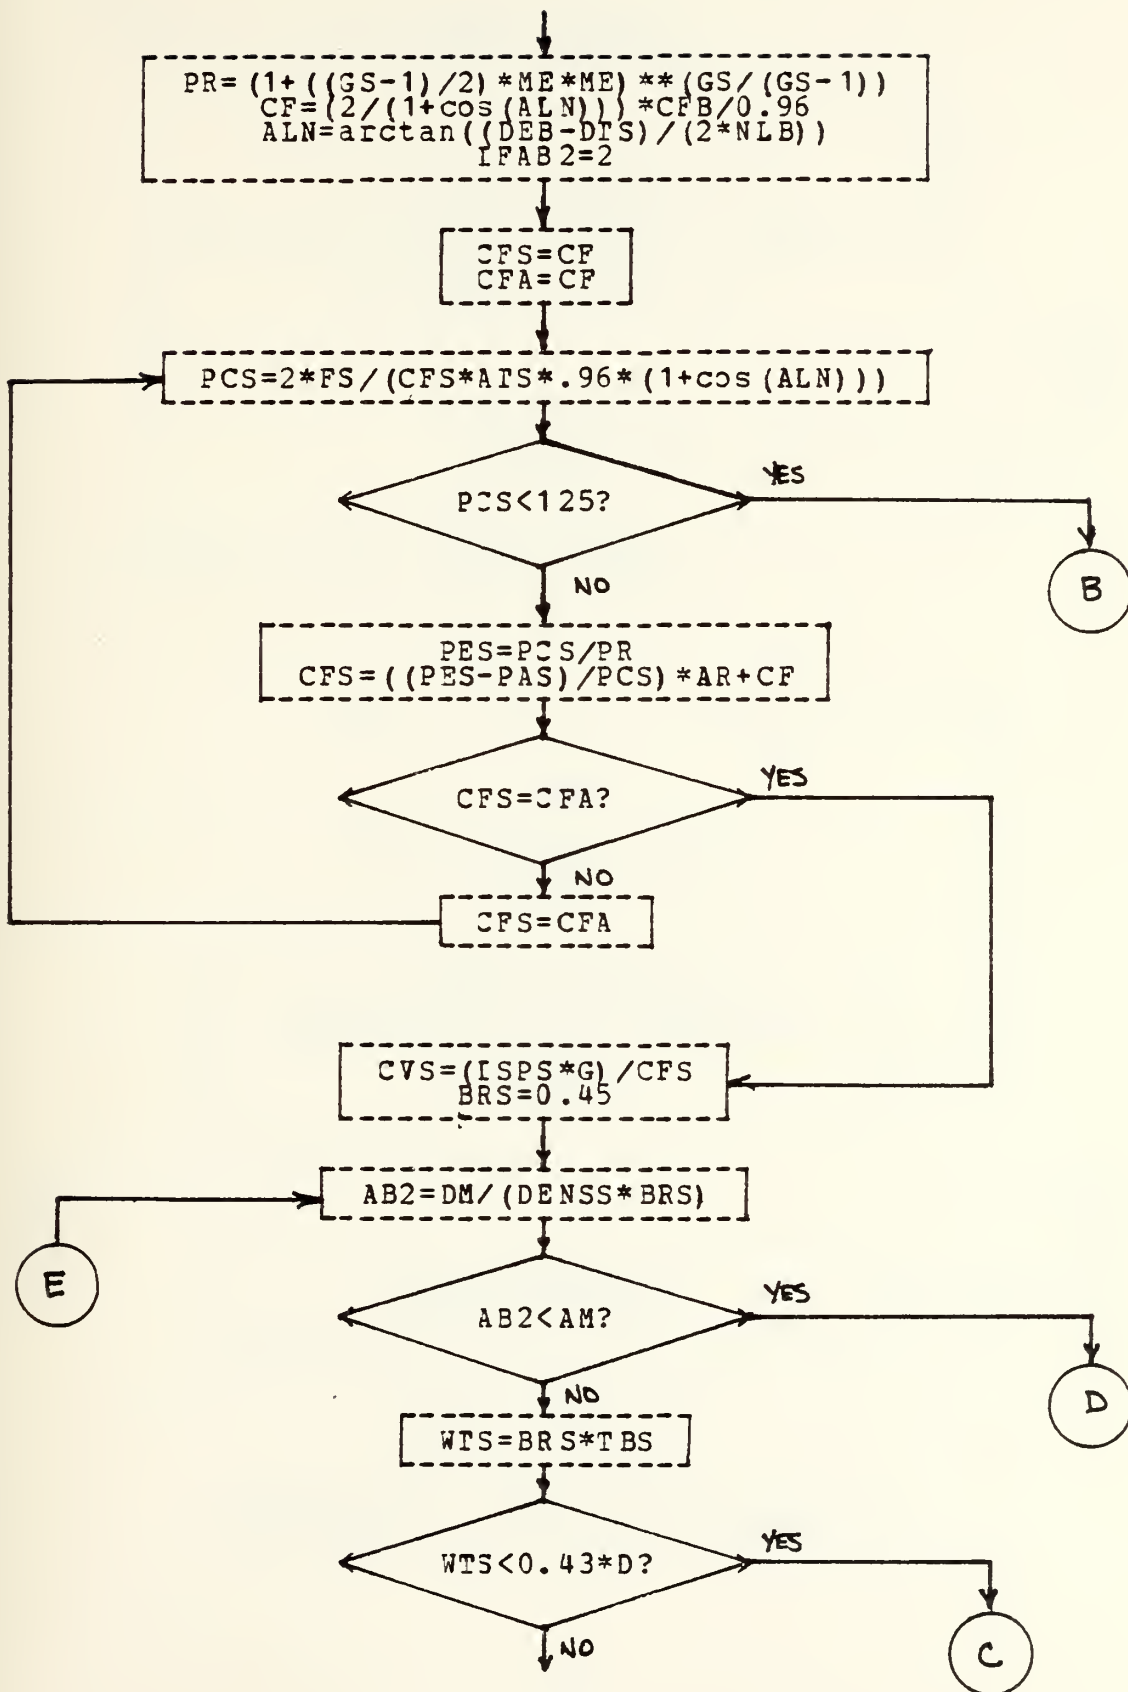 PR=(1+((GS-1)/2)*ME*ME)**(GS/(GS-1))
CF=(2/(1+cos(ALN)))*CFB/0.96
ALN=arctan((DEB-DTS)/(2*NLB))
IFAB2=2
CFS=CF
CFA=CF
PCS=2*FS/(CFS*ATS*.96*(1+cos(ALN)))
PCS<125?
YES
B
NO
PES=PCS/PR
CFS=((PES-PAS)/PCS)*AR+CF
CFS=CFA?
YES
NO
CFS=CFA
CVS=(ISPS*G)/CFS
BRS=0.45
AB2=DM/(DENSS*BRS)
E
AB2<AM?
YES
D
NO
WTS=BRS*TBS
WTS<0.43*D?
YES
C
NO